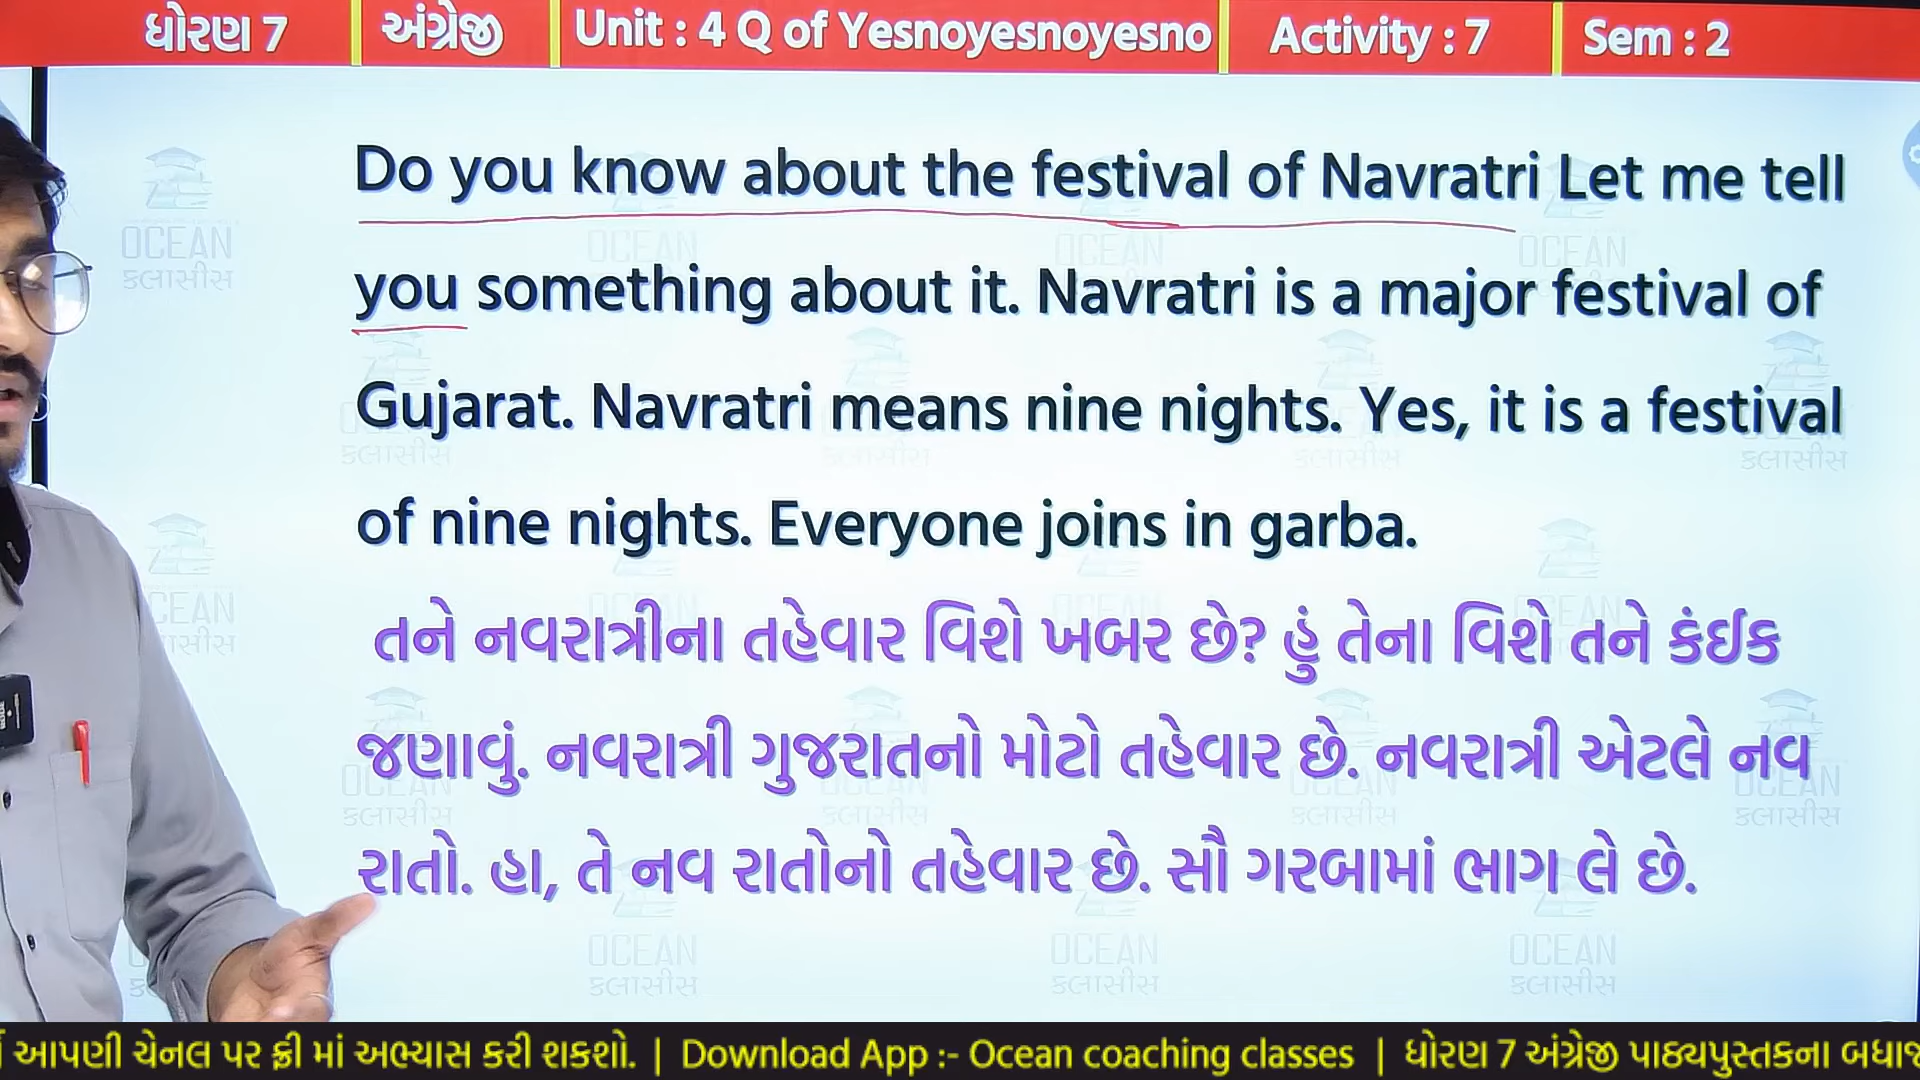 ધોરણ 7 અંગ્રેજી Unit : 4 Q of Yesnoyesnoyesno Activity : 7 Sem : 2
Do you know about the festival of Navratri Let me tell
you something about it. Navratri is a major festival of
Gujarat. Navratri means nine nights. Yes, it is a festival
of nine nights. Everyone joins in garba.
તને નવરાત્રીના તહેવાર વિશે ખબર છે? હું તેના વિશે તને કંઈક
જણાવું. નવરાત્રી ગુજરાતનો મોટો તહેવાર છે. નવરાત્રી એટલે નવ
રાતો. હા, તે નવ રાતોનો તહેવાર છે. સૌ ગરબામાં ભાગ લે છે.
OCEAN
કલાસીસ
આપણી ચેનલ પર ફ્રી માં અભ્યાસ કરી શકશો. | Download App :- Ocean coaching classes | ધોરણ 7 અંગ્રેજી પાઠ્યપુસ્તકના